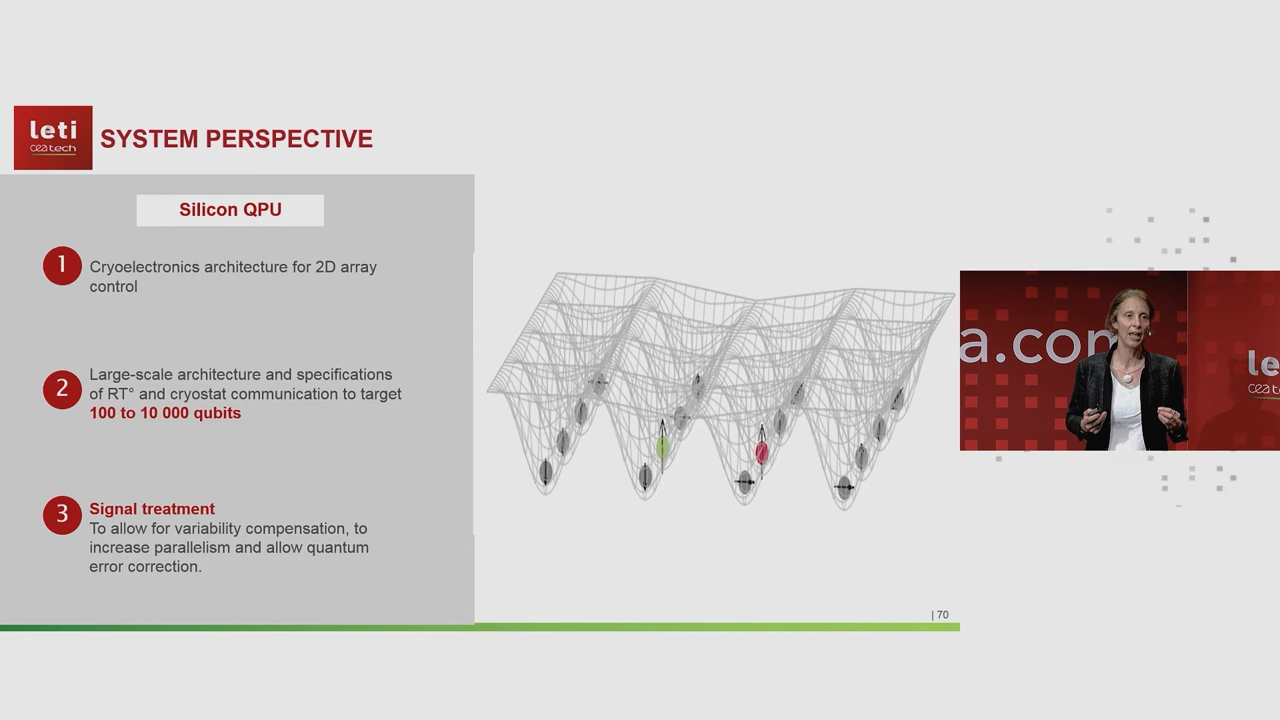 leti
ceatech
SYSTEM PERSPECTIVE
Silicon QPU
1
Cryoelectronics architecture for 2D array
control
2
Large-scale architecture and specifications
of RT° and cryostat communication to target
100 to 10 000 qubits
3
Signal treatment
To allow for variability compensation, to
increase parallelism and allow quantum
error correction.
| 70
a.com
le
cea t